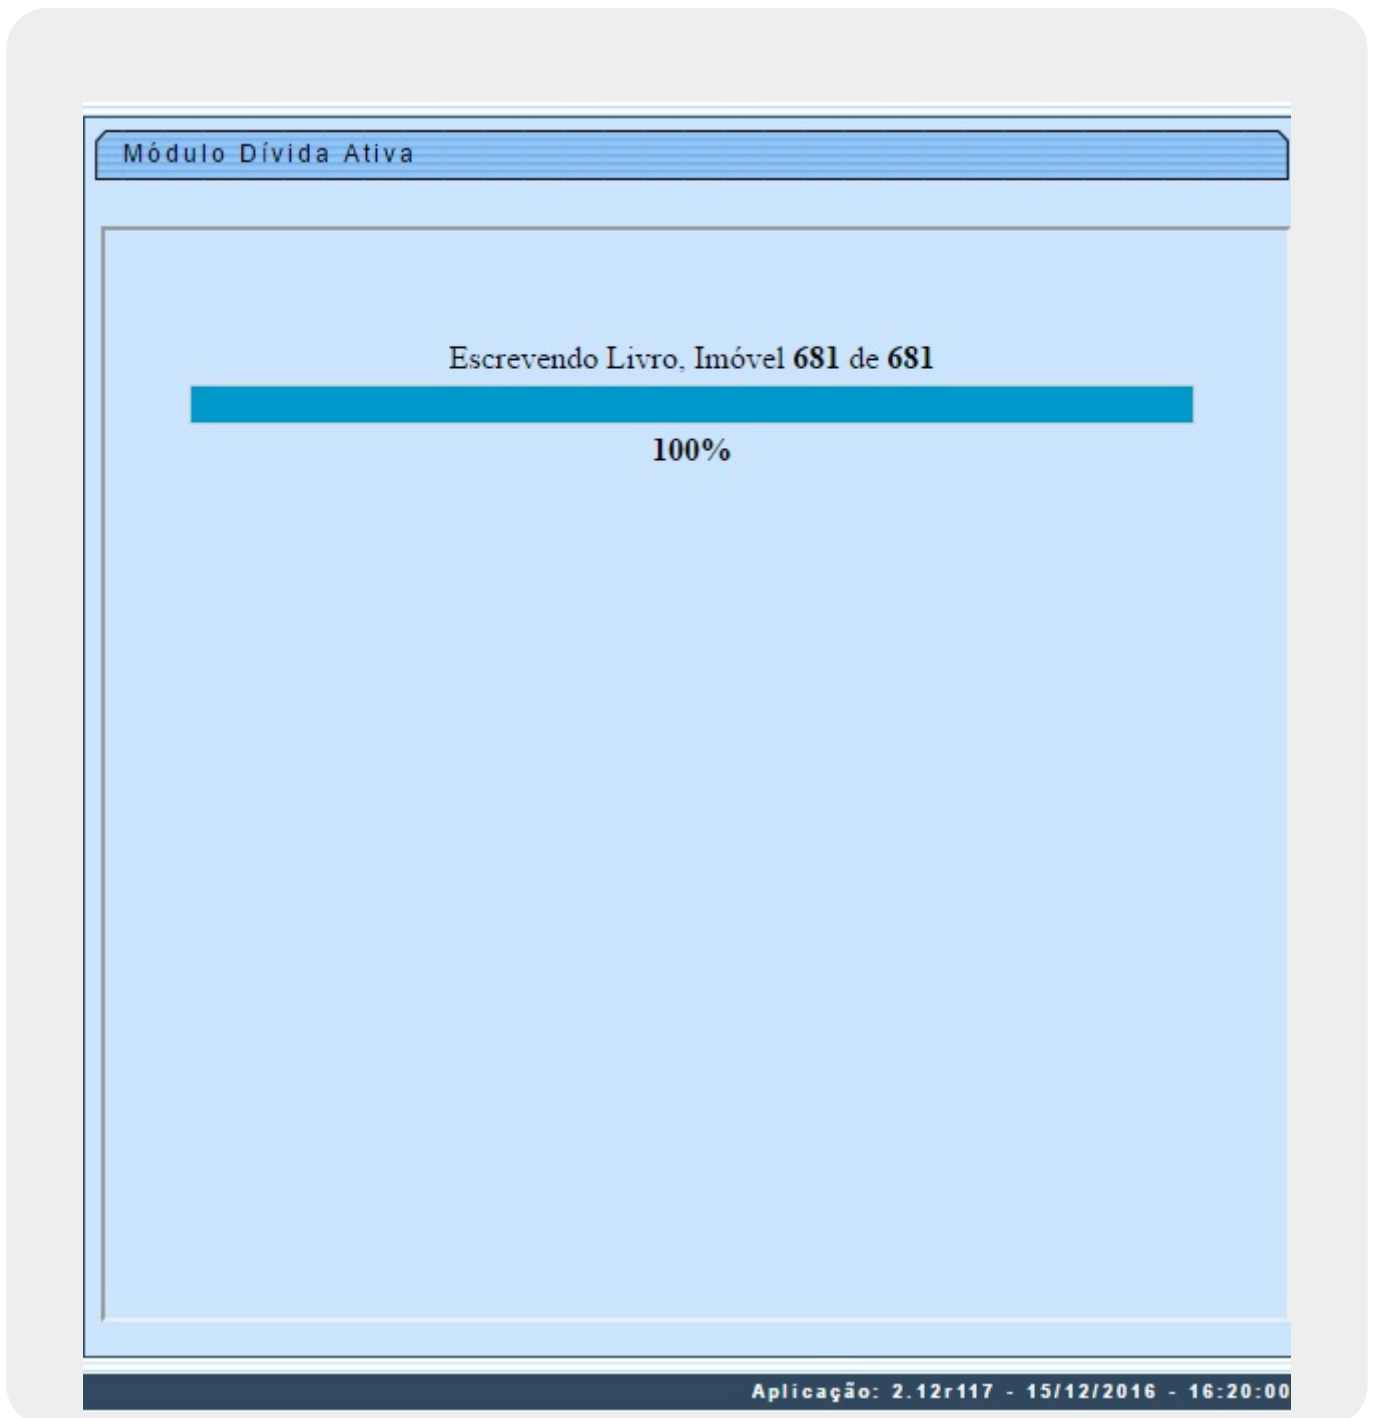 Módulo Dívida Ativa
Escrevendo Livro, Imóvel 681 de 681
100%
Aplicação: 2.12r117 - 15/12/2016 - 16:20:00